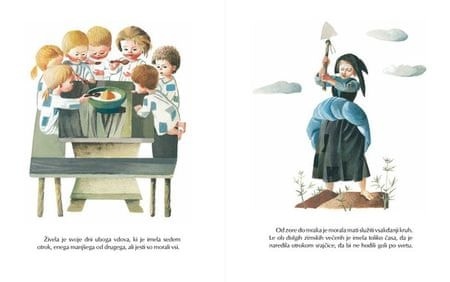 Živela je svoje dni uboga vdova, ki je imela sedem
otrok, enega manjšega od drugega, ali jesti so morali vsi.
Od zore do mraka je morala mati služiti vsakdanji kruh.
Le ob dolgih zimskih večerih je imela toliko časa, da je
naredila otrokom srajčice, da bi ne hodili goli po svetu.